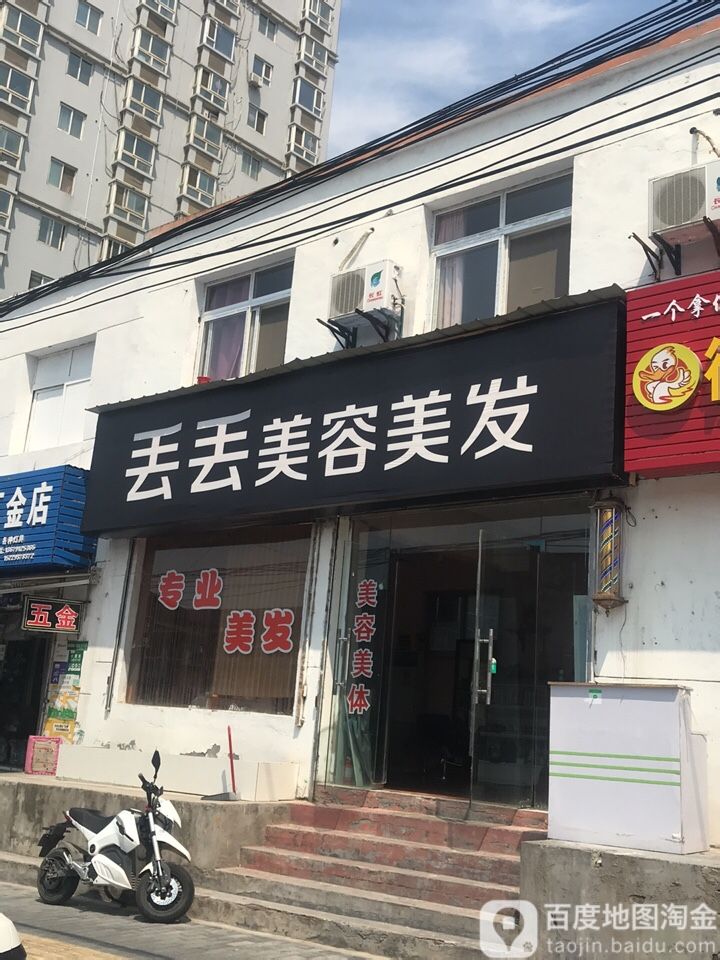 丢丢美容美发
一个拿
金店
五金
专业
美发
美容美体
百度地图淘金
taojin.baidu.com